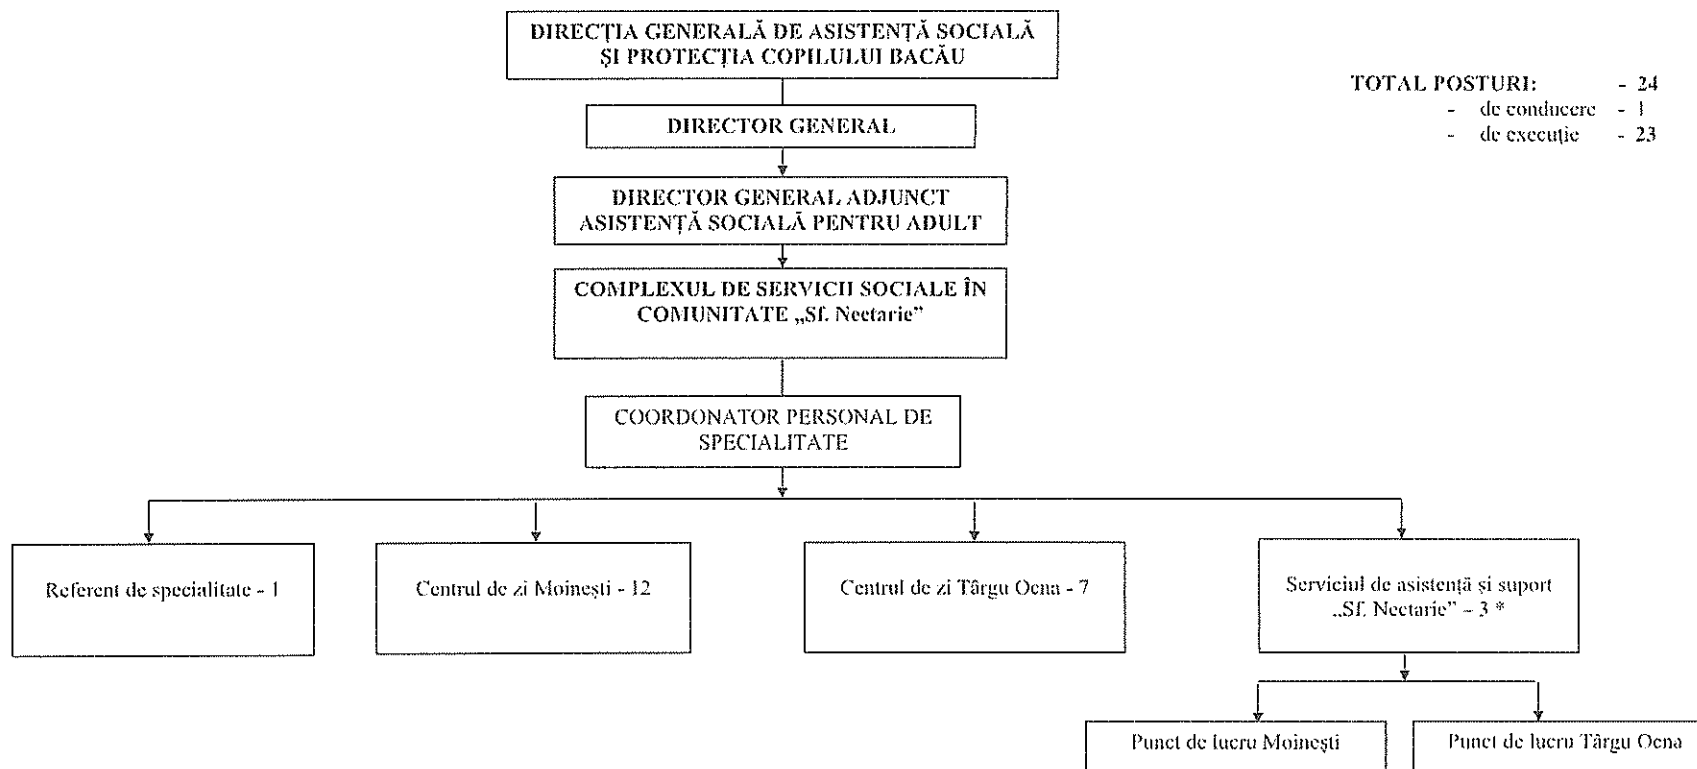 DIRECȚIA GENERALĂ DE ASISTENȚĂ SOCIALĂ
ȘI PROTECȚIA COPILULUI BACĂU
TOTAL POSTURI: - 24
- de conducere - 1
- de execuție - 23
DIRECTOR GENERAL
DIRECTOR GENERAL ADJUNCT
ASISTENȚĂ SOCIALĂ PENTRU ADULT
COMPLEXUL DE SERVICII SOCIALE ÎN
COMUNITATE „Sf. Nectarie”
COORDONATOR PERSONAL DE
SPECIALITATE
Referent de specialitate - 1
Centrul de zi Moinești - 12
Centrul de zi Târgu Ocna - 7
Serviciul de asistență și suport
„Sf. Nectarie” – 3 *
Punct de lucru Moinești
Punct de lucru Târgu Ocna